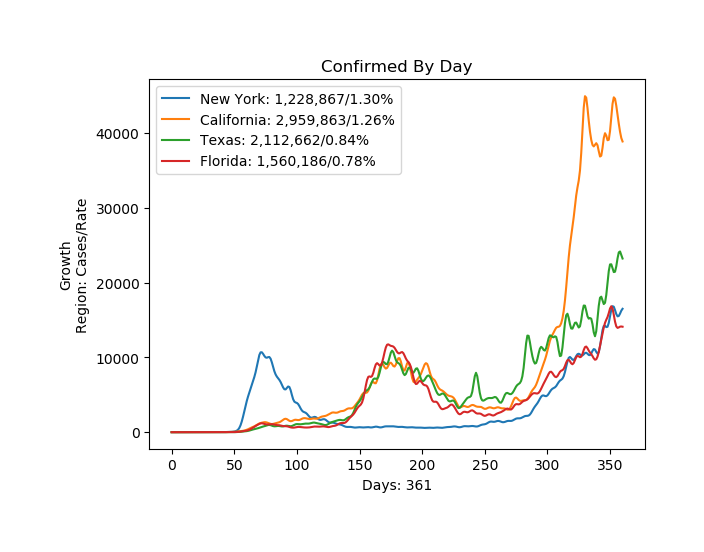 Confirmed By Day
New York: 1,228,867/1.30%
California: 2,959,863/1.26%
Texas: 2,112,662/0.84%
Florida: 1,560,186/0.78%
40000
30000
20000
10000
0
Growth
Region: Cases/Rate
0 50 100 150 200 250 300 350
Days: 361